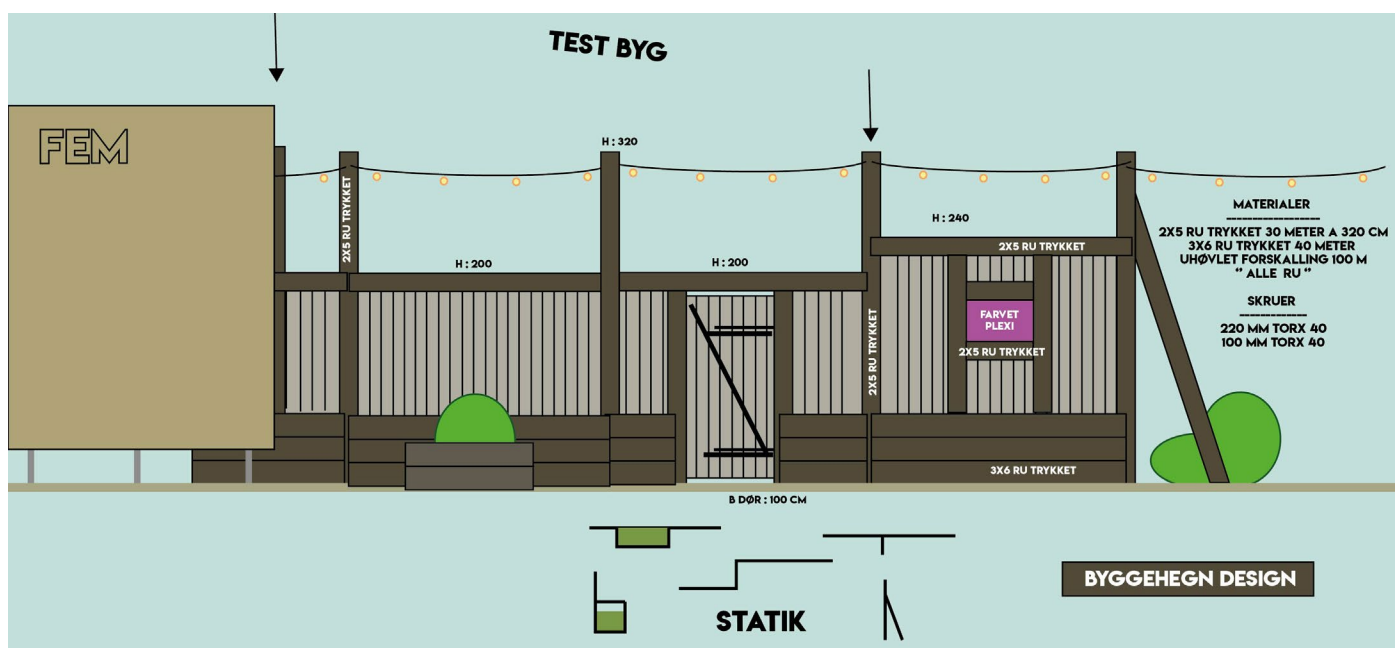 TEST BYG
FEM
H : 320
2X5 RU TRYKKET
H : 200
H : 200
H : 240
2X5 RU TRYKKET
2X5 RU TRYKKET
FARVET
PLEXI
2X5 RU TRYKKET
3X6 RU TRYKKET
MATERIALER
------------------
2X5 RU TRYKKET 30 METER A 320 CM
3X6 RU TRYKKET 40 METER
UHØVLET FORSKALLING 100 M
“ ALLE RU “
SKRUER
-------------
220 MM TORX 40
100 MM TORX 40
B DØR : 100 CM
STATIK
BYGGEHEGN DESIGN